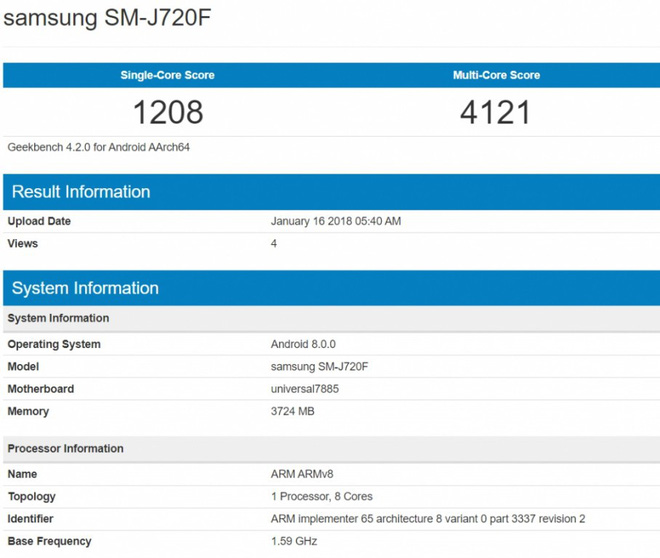 samsung SM-J720F
Single-Core Score Multi-Core Score
1208 4121
Geekbench 4.2.0 for Android AArch64
Result Information
Upload Date January 16 2018 05:40 AM
Views 4
System Information
System Information
Operating System Android 8.0.0
Model samsung SM-J720F
Motherboard universal7885
Memory 3724 MB
Processor Information
Name ARM ARMv8
Topology 1 Processor, 8 Cores
Identifier ARM implementer 65 architecture 8 variant 0 part 3337 revision 2
Base Frequency 1.59 GHz